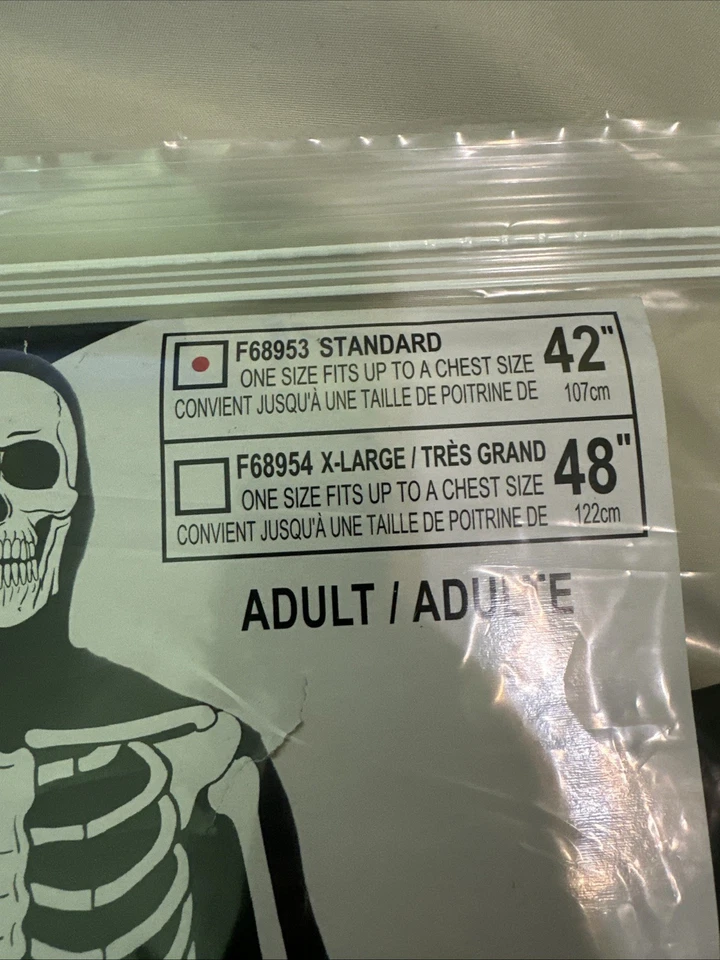 F68953 STANDARD
ONE SIZE FITS UP TO A CHEST SIZE 42"
CONVIENT JUSQU'À UNE TAILLE DE POITRINE DE 107cm
F68954 X-LARGE / TRÈS GRAND
ONE SIZE FITS UP TO A CHEST SIZE 48"
CONVIENT JUSQU'À UNE TAILLE DE POITRINE DE 122cm
ADULT / ADULTE